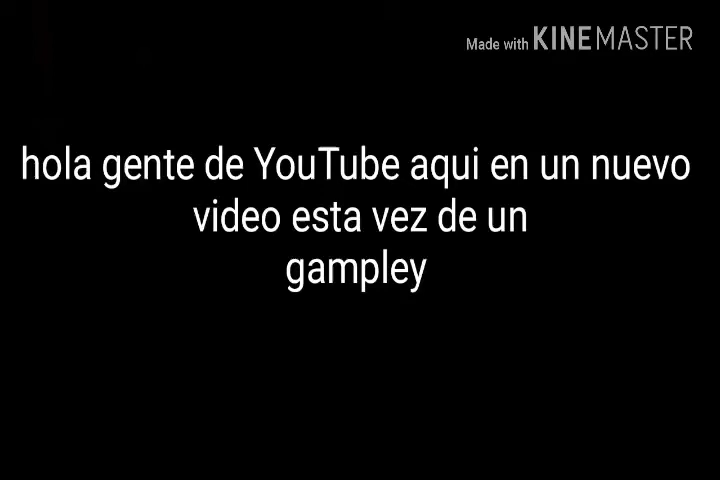 Made with KINEMASTER
hola gente de YouTube aqui en un nuevo
video esta vez de un
gampley